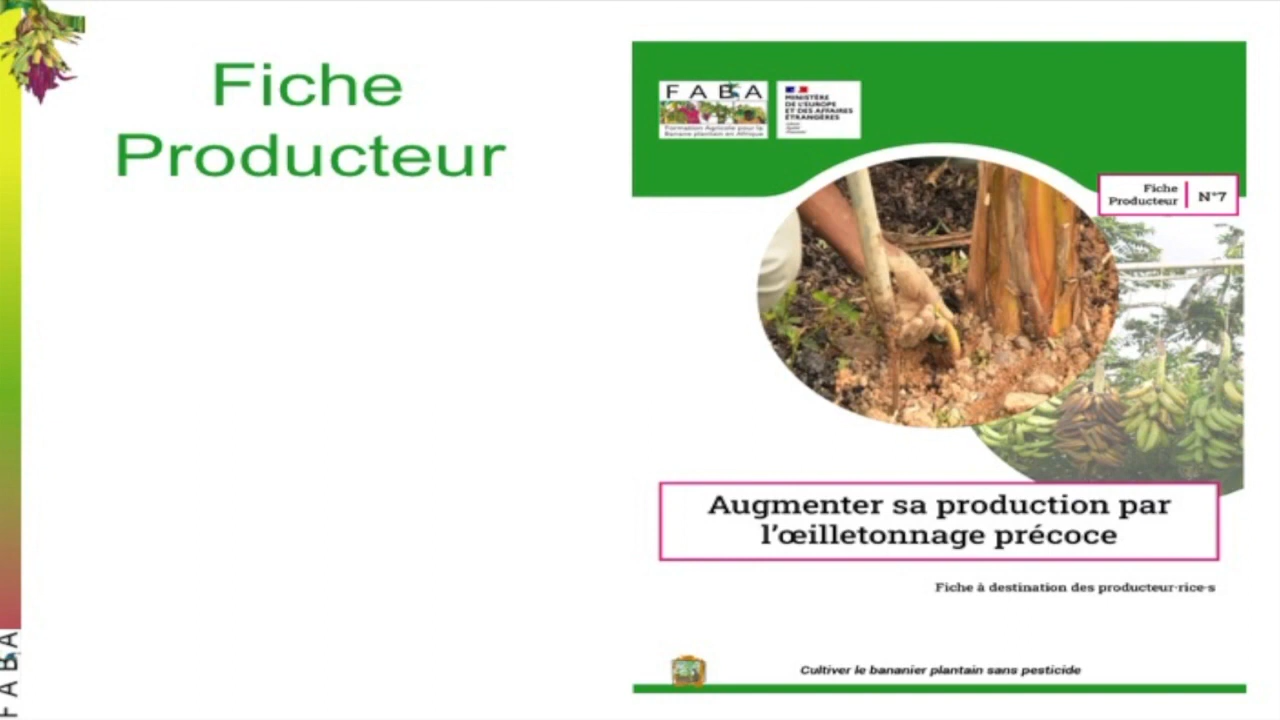 Fiche
Producteur
FABA
Formation Agricole pour la
Banane plantain en Afrique
MINISTÈRE
DE L'EUROPE
ET DES AFFAIRES
ÉTRANGÈRES
Fiche
Producteur
N°7
Augmenter sa production par
l'œilletonnage précoce
Fiche à destination des producteur·rice·s
Cultiver le bananier plantain sans pesticide
FABA